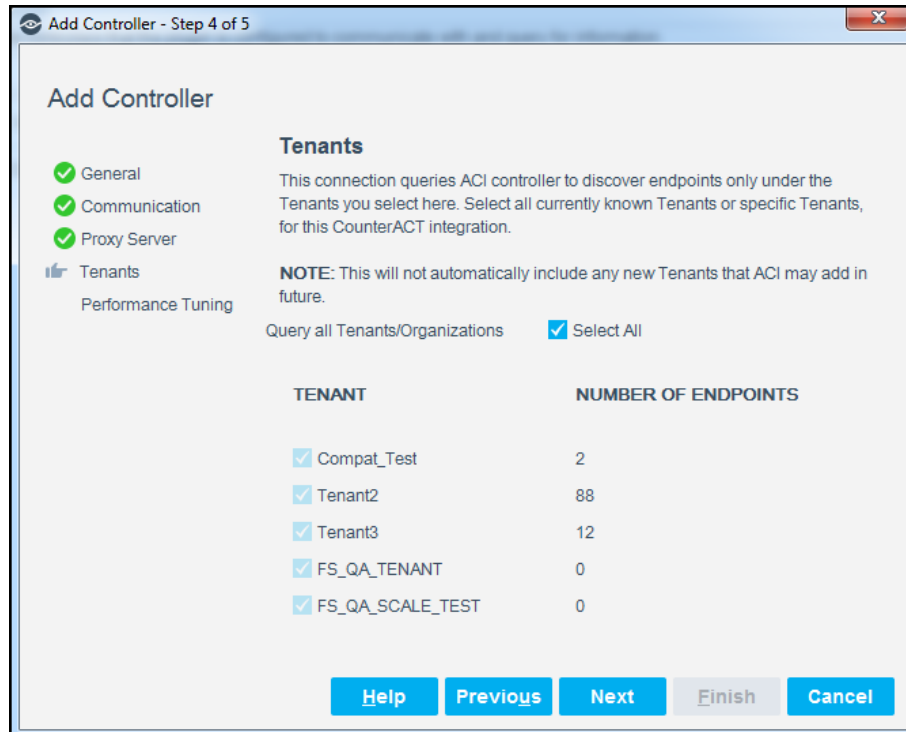 Add Controller - Step 4 of 5
Add Controller
General
Communication
Proxy Server
Tenants
Performance Tuning
Tenants
This connection queries ACI controller to discover endpoints only under the
Tenants you select here. Select all currently known Tenants or specific Tenants,
for this CounterACT integration.
NOTE: This will not automatically include any new Tenants that ACI may add in
future.
Query all Tenants/Organizations Select All
TENANT NUMBER OF ENDPOINTS
Compat_Test 2
Tenant2 88
Tenant3 12
FS_QA_TENANT 0
FS_QA_SCALE_TEST 0
Help Previous Next Finish Cancel